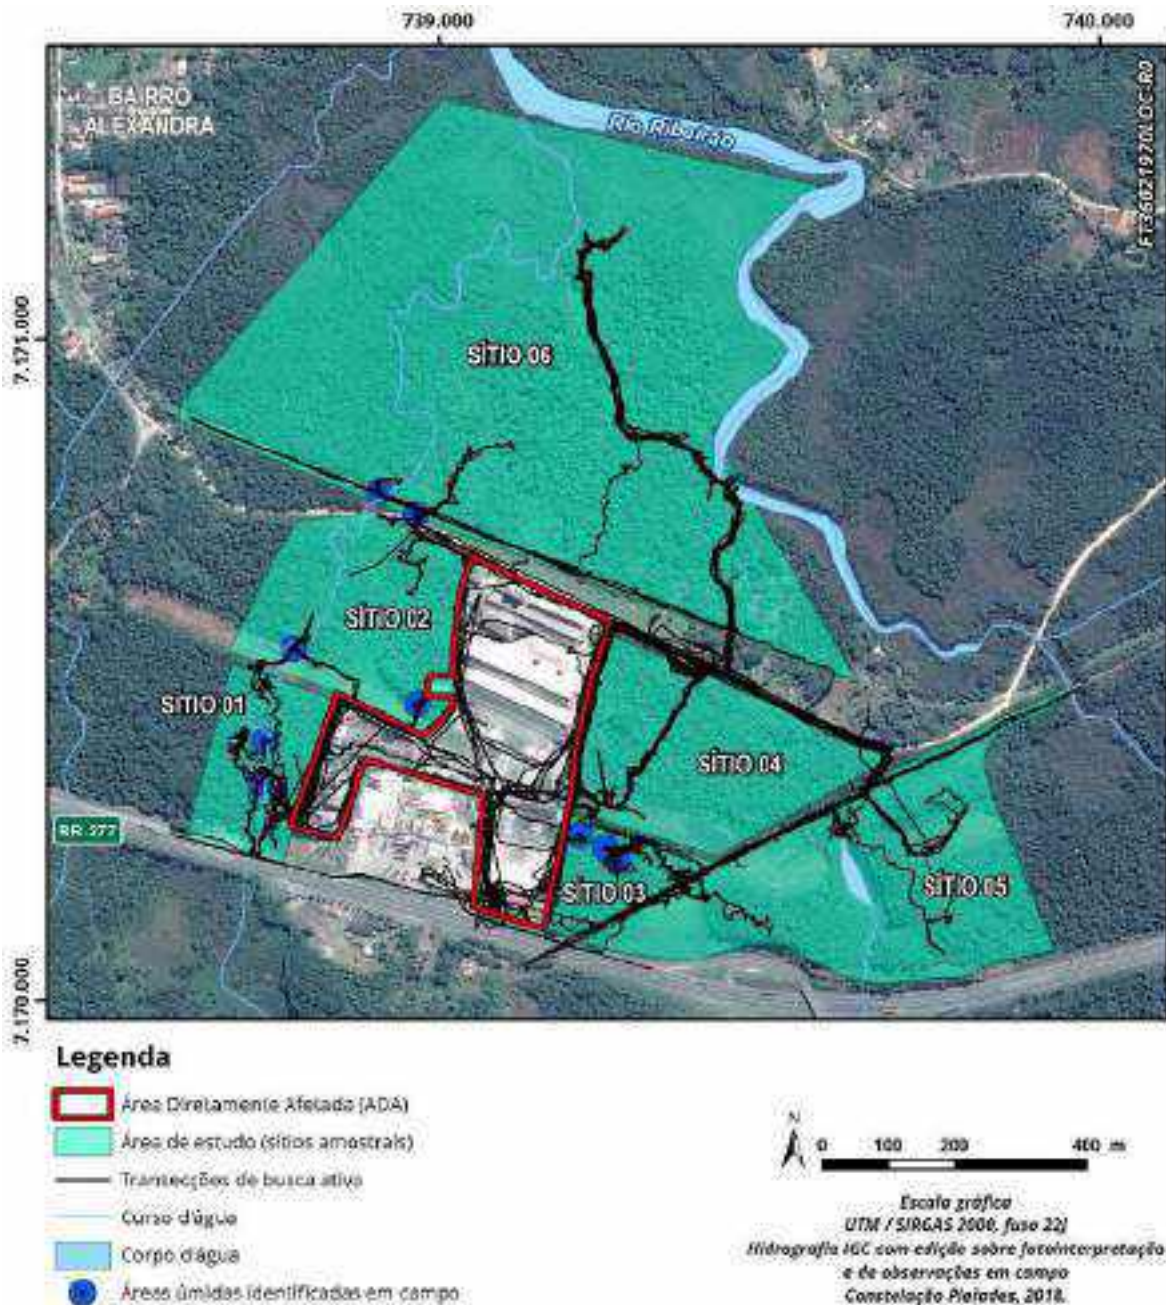 739.000
740.000
BAIRRO
ALEXANDRA
Rio Ribeirão
7.171.000
SÍTIO 06
SÍTIO 02
SÍTIO 01
SÍTIO 04
BR-277
SÍTIO 03
SÍTIO 05
7.170.000
Legenda
Área Diretamente Afetada (ADA)
Área de estudo (sítios amostrais)
Transecções de busca ativa
Curso d'água
Corpo d'água
Áreas úmidas identificadas em campo
N
0 100 200 400 m
Escala gráfica
UTM / SIRGAS 2000, fuso 22J
Hidrografia IGC com edição sobre fotointerpretação
e de observações em campo
Constelação Pleiades, 2018.